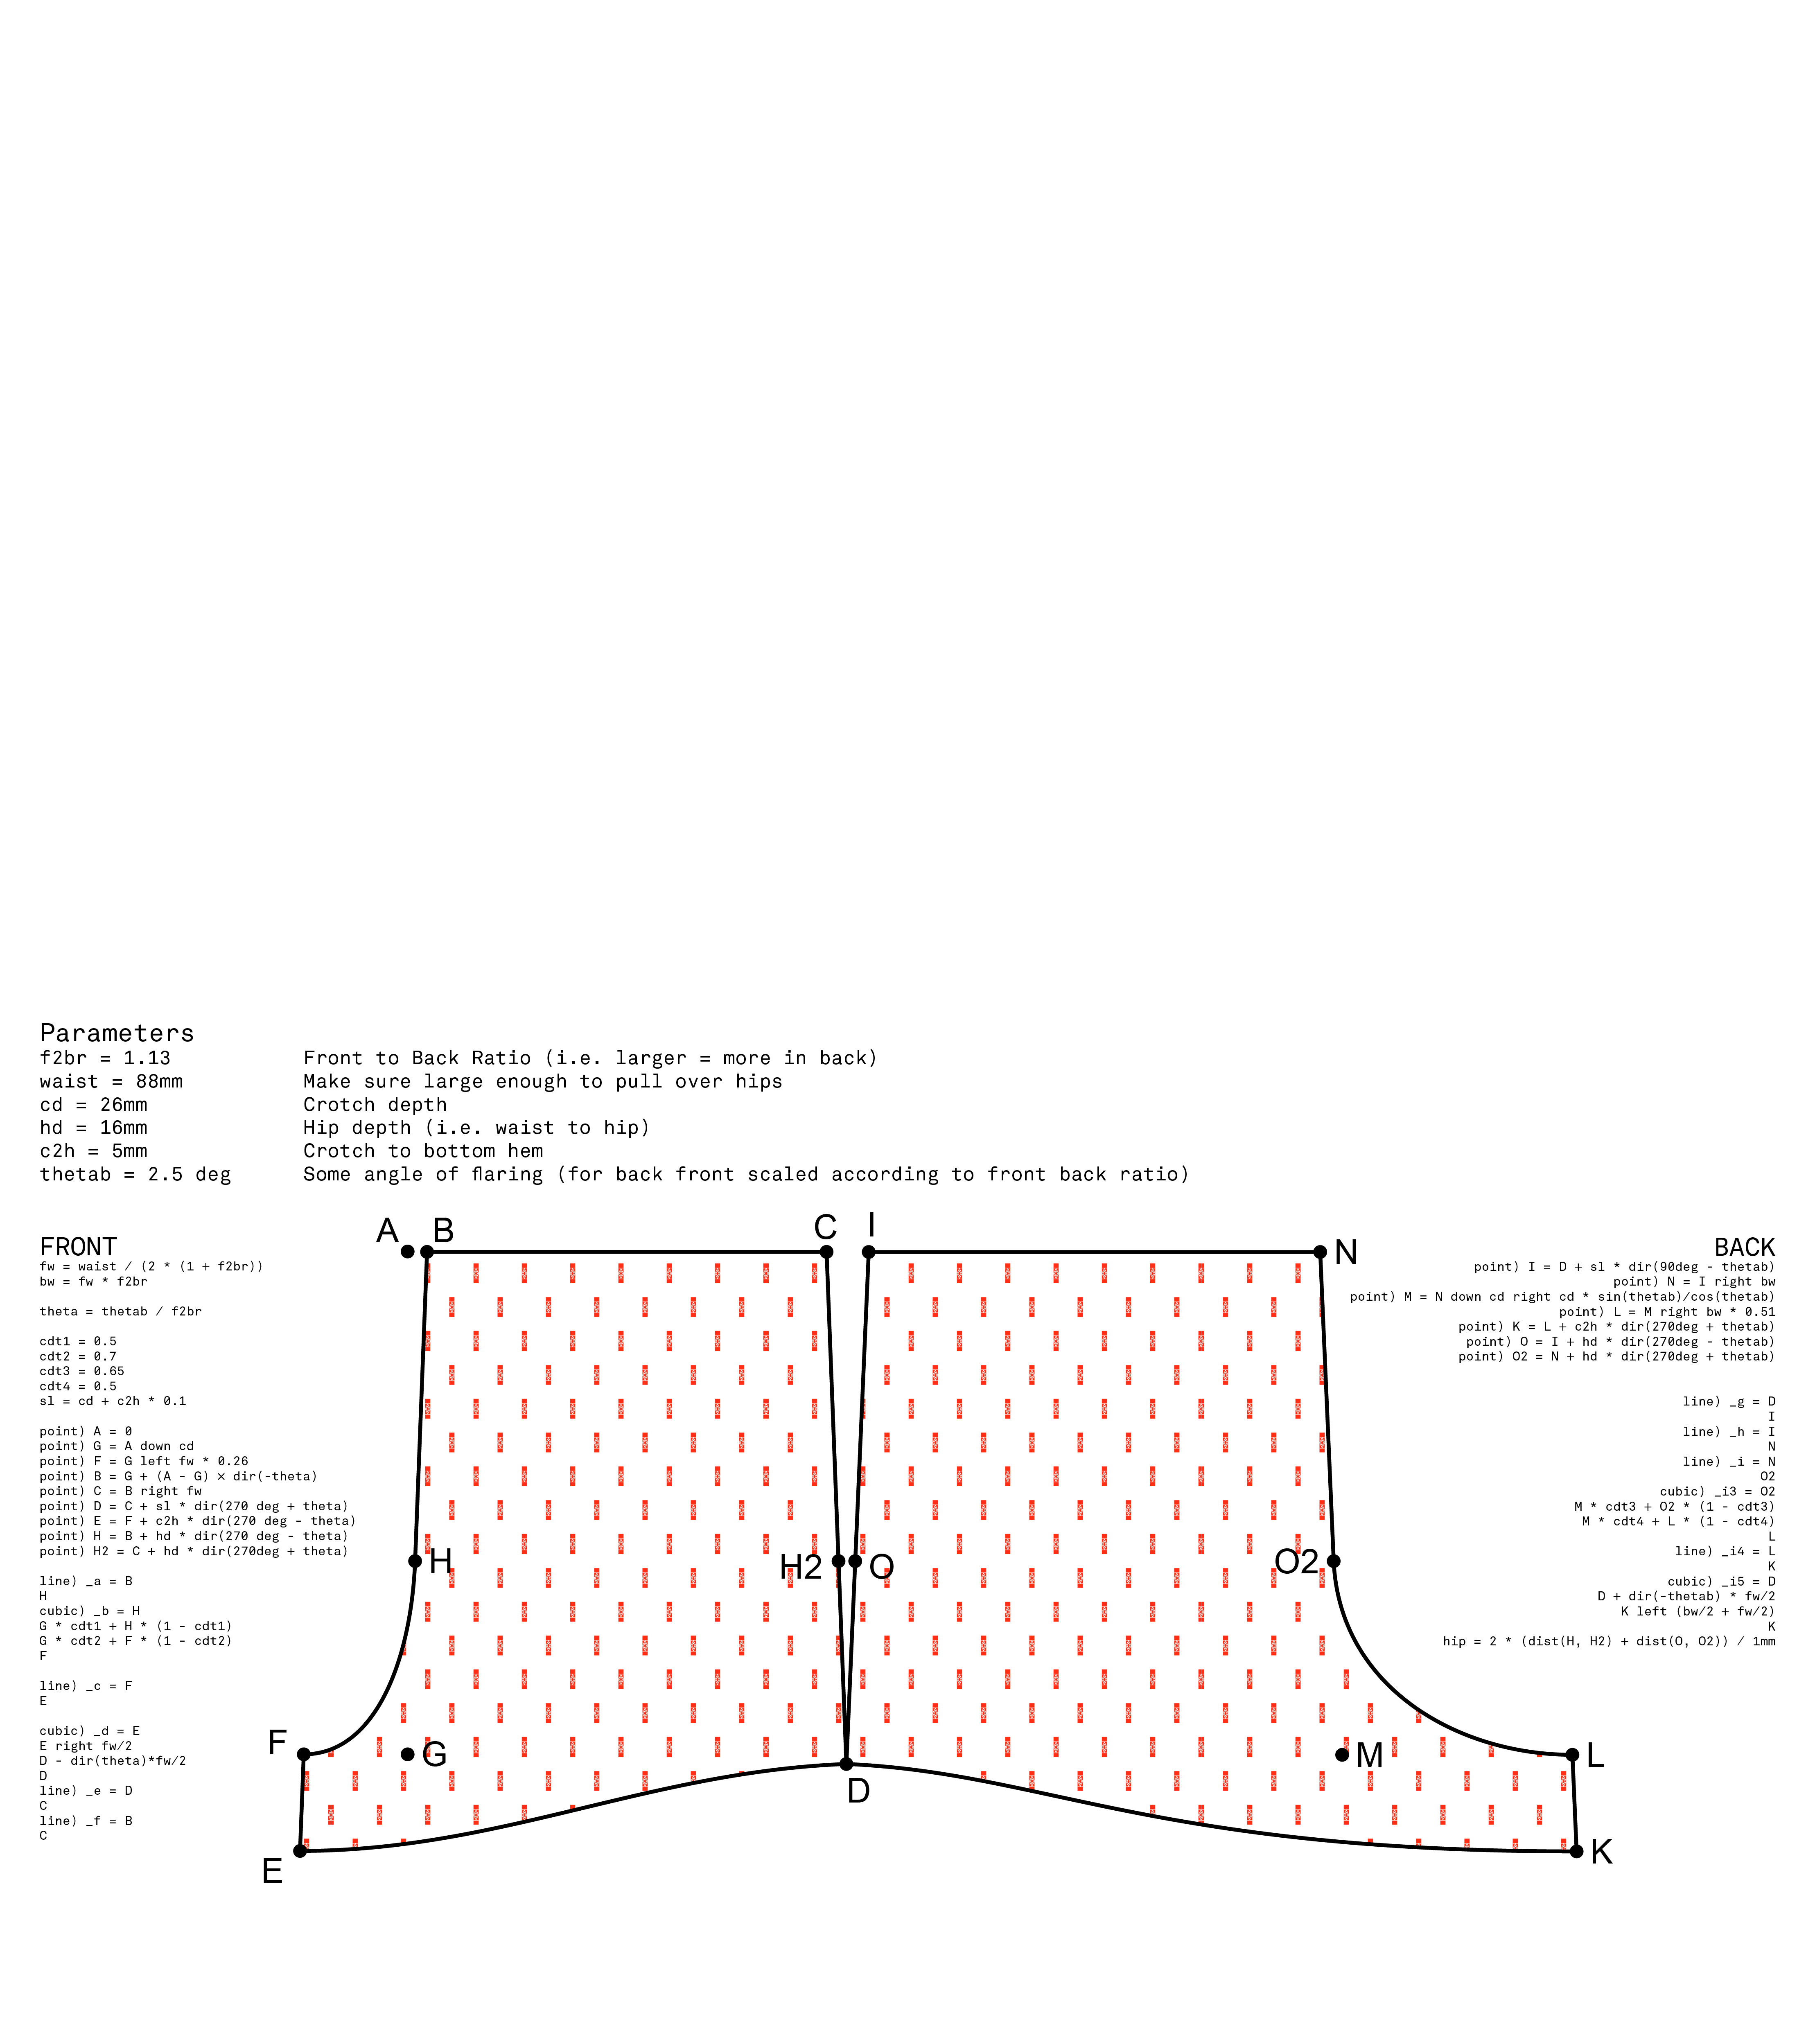 Parameters
f2br = 1.13 Front to Back Ratio (i.e. larger = more in back)
waist = 88mm Make sure large enough to pull over hips
cd = 26mm Crotch depth
hd = 16mm Hip depth (i.e. waist to hip)
c2h = 5mm Crotch to bottom hem
thetab = 2.5 deg Some angle of flaring (for back front scaled according to front back ratio)
FRONT
fw = waist / (2 * (1 + f2br))
bw = fw * f2br
theta = thetab / f2br
cdt1 = 0.5
cdt2 = 0.7
cdt3 = 0.65
cdt4 = 0.5
sl = cd + c2h * 0.1
point) A = 0
point) G = A down cd
point) F = G left fw * 0.26
point) B = G + (A - G) × dir(-theta)
point) C = B right fw
point) D = C + sl * dir(270 deg + theta)
point) E = F + c2h * dir(270 deg - theta)
point) H = B + hd * dir(270 deg - theta)
point) H2 = C + hd * dir(270deg + theta)
line) _a = B
H
cubic) _b = H
G * cdt1 + H * (1 - cdt1)
G * cdt2 + F * (1 - cdt2)
F
line) _c = F
E
cubic) _d = E
E right fw/2
D - dir(theta)*fw/2
D
line) _e = D
C
line) _f = B
C
A
B
C
I
N
H
H2
O
O2
F
G
D
M
L
E
K
BACK
point) I = D + sl * dir(90deg - thetab)
point) N = I right bw
point) M = N down cd right cd * sin(thetab)/cos(thetab)
point) L = M right bw * 0.51
point) K = L + c2h * dir(270deg + thetab)
point) O = I + hd * dir(270deg - thetab)
point) O2 = N + hd * dir(270deg + thetab)
line) _g = D
I
line) _h = I
N
line) _i = N
O2
cubic) _i3 = O2
M * cdt3 + O2 * (1 - cdt3)
M * cdt4 + L * (1 - cdt4)
L
line) _i4 = L
K
cubic) _i5 = D
D + dir(-thetab) * fw/2
K left (bw/2 + fw/2)
K
hip = 2 * (dist(H, H2) + dist(O, O2)) / 1mm